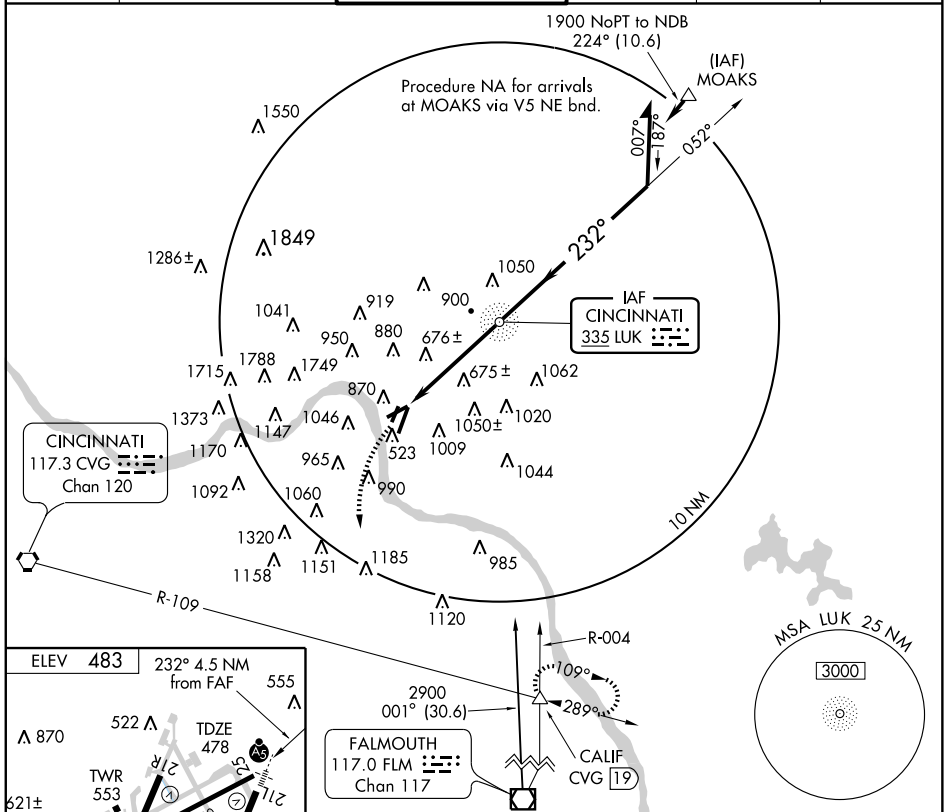 1900 NoPT to NDB
224° (10.6)
(IAF)
MOAKS
Procedure NA for arrivals
at MOAKS via V5 NE bnd.
1550
007°
187°
052°
232°
1849
1286±
1050
900
919
1041
IAF
CINCINNATI
335 LUK
950
880
676±
1715
1788
1749
675±
1062
870
1373
1147
1046
1050±
1020
523
1009
1170
CINCINNATI
117.3 CVG
Chan 120
965
990
1044
1092
1060
10 NM
1320
1151
1185
985
1158
1120
R-109
R-004
MSA LUK 25 NM
3000
109°
289°
2900
001° (30.6)
CALIF
CVG 19
FALMOUTH
117.0 FLM
Chan 117
ELEV 483
232° 4.5 NM
from FAF
555
522
870
TDZE
478
A5
TWR
553
21R
25
21L
V
V
621±